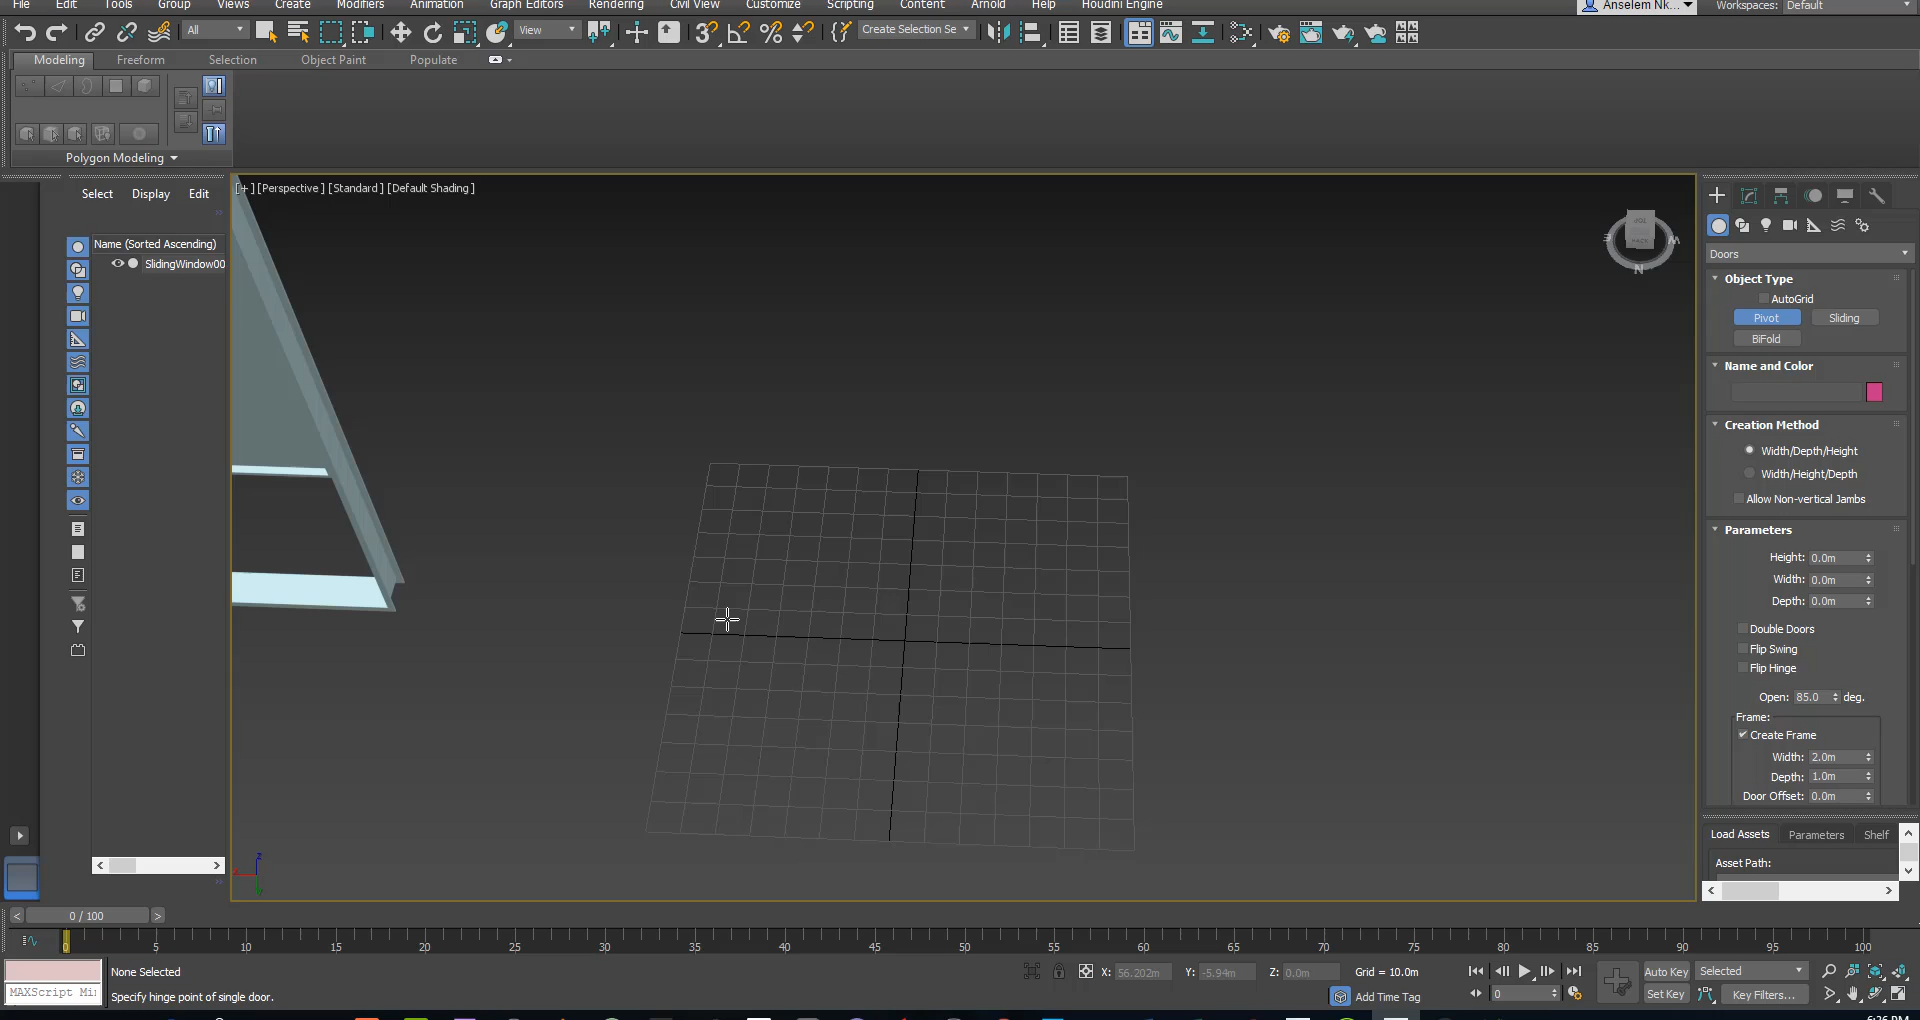 File Edit Tools Group Views Create Modifiers Animation Graph Editors Rendering Civil View Customize Scripting Content Arnold Help Houdini Engine Anselem Nk... Workspaces: Default
All View Create Selection Se
Modeling Freeform Selection Object Paint Populate
Polygon Modeling
Select Display Edit
[+] [Perspective] [Standard] [Default Shading]
Name (Sorted Ascending)
SlidingWindow00
N
Doors
Object Type
AutoGrid
Pivot Sliding
BiFold
Name and Color
Creation Method
Width/Depth/Height
Width/Height/Depth
Allow Non-vertical Jambs
Parameters
Height: 0.0m
Width: 0.0m
Depth: 0.0m
Double Doors
Flip Swing
Flip Hinge
Open: 85.0 deg.
Frame:
Create Frame
Width: 2.0m
Depth: 1.0m
Door Offset: 0.0m
Load Assets Parameters Shelf
Asset Path:
z
0 / 100
0 5 10 15 20 25 30 35 40 45 50 55 60 65 70 75 80 85 90 95 100
None Selected X: 56.202m Y: -5.94m Z: 0.0m Grid = 10.0m Auto Key Selected
MAXScript Mi Specify hinge point of single door. Add Time Tag 0 Set Key Key Filters...
6:26 PM